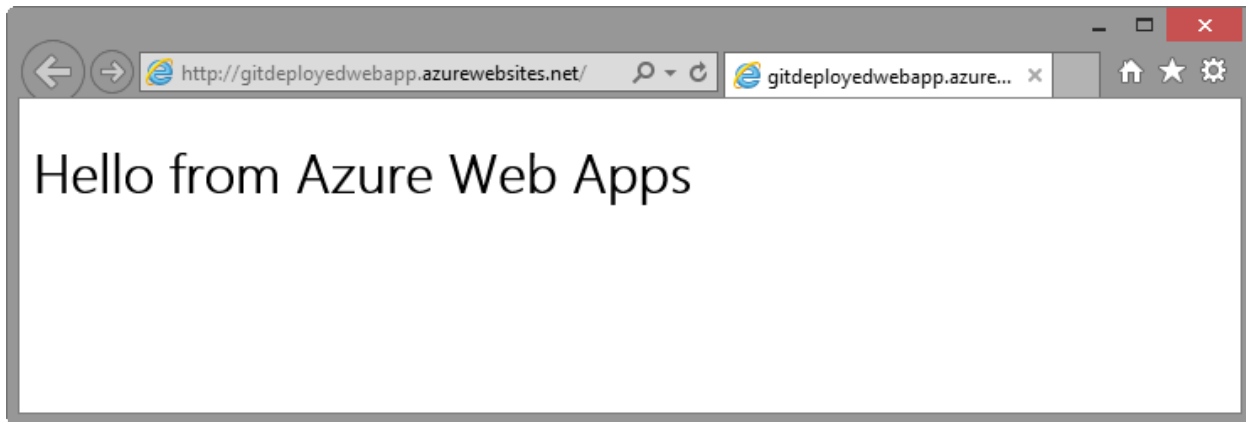 http://gitdeployedwebapp.azurewebsites.net/
gitdeployedwebapp.azure...
Hello from Azure Web Apps